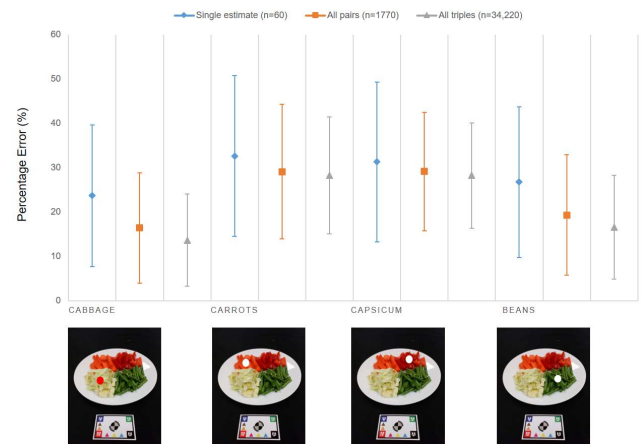 Single estimate (n=60) All pairs (n=1770) All triples (n=34,220)
Percentage Error (%)
60
50
40
30
20
10
0
CABBAGE CARROTS CAPSICUM BEANS